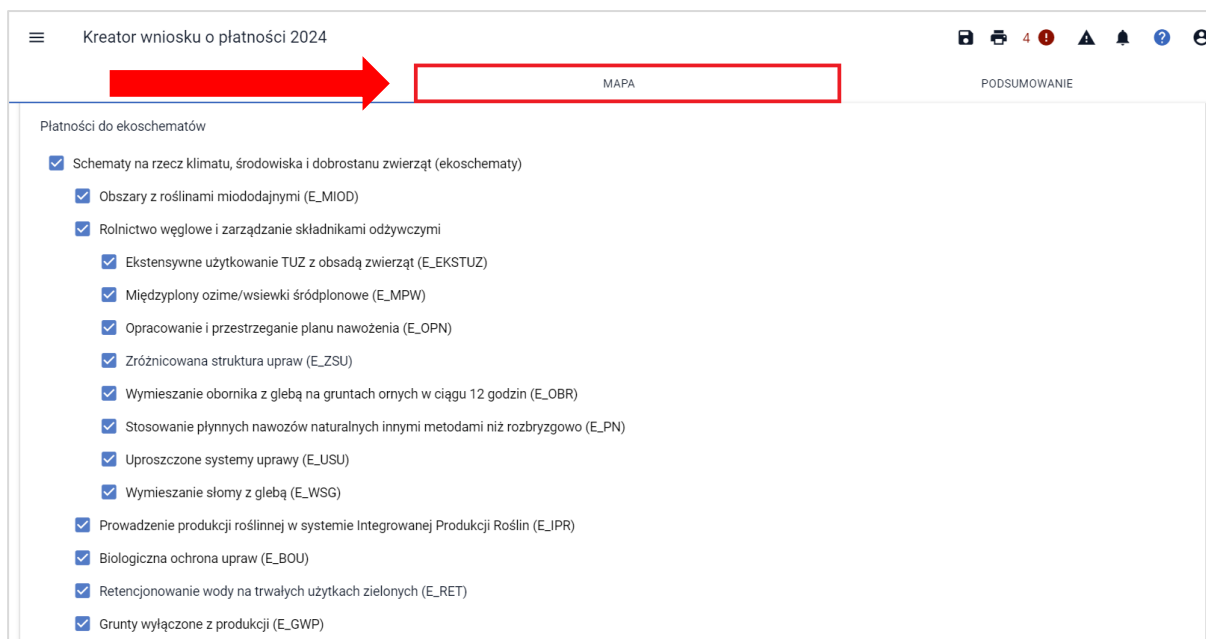 Kreator wniosku o płatności 2024
4
MAPA
PODSUMOWANIE
Płatności do ekoschematów
Schematy na rzecz klimatu, środowiska i dobrostanu zwierząt (ekoschematy)
Obszary z roślinami miododajnymi (E_MIOD)
Rolnictwo węglowe i zarządzanie składnikami odżywczymi
Ekstensywne użytkowanie TUZ z obsadą zwierząt (E_EKSTUZ)
Międzyplony ozime/wsiewki śródplonowe (E_MPW)
Opracowanie i przestrzeganie planu nawożenia (E_OPN)
Zróżnicowana struktura upraw (E_ZSU)
Wymieszanie obornika z glebą na gruntach ornych w ciągu 12 godzin (E_OBR)
Stosowanie płynnych nawozów naturalnych innymi metodami niż rozbryzgowo (E_PN)
Uproszczone systemy uprawy (E_USU)
Wymieszanie słomy z glebą (E_WSG)
Prowadzenie produkcji roślinnej w systemie Integrowanej Produkcji Roślin (E_IPR)
Biologiczna ochrona upraw (E_BOU)
Retencjonowanie wody na trwałych użytkach zielonych (E_RET)
Grunty wyłączone z produkcji (E_GWP)